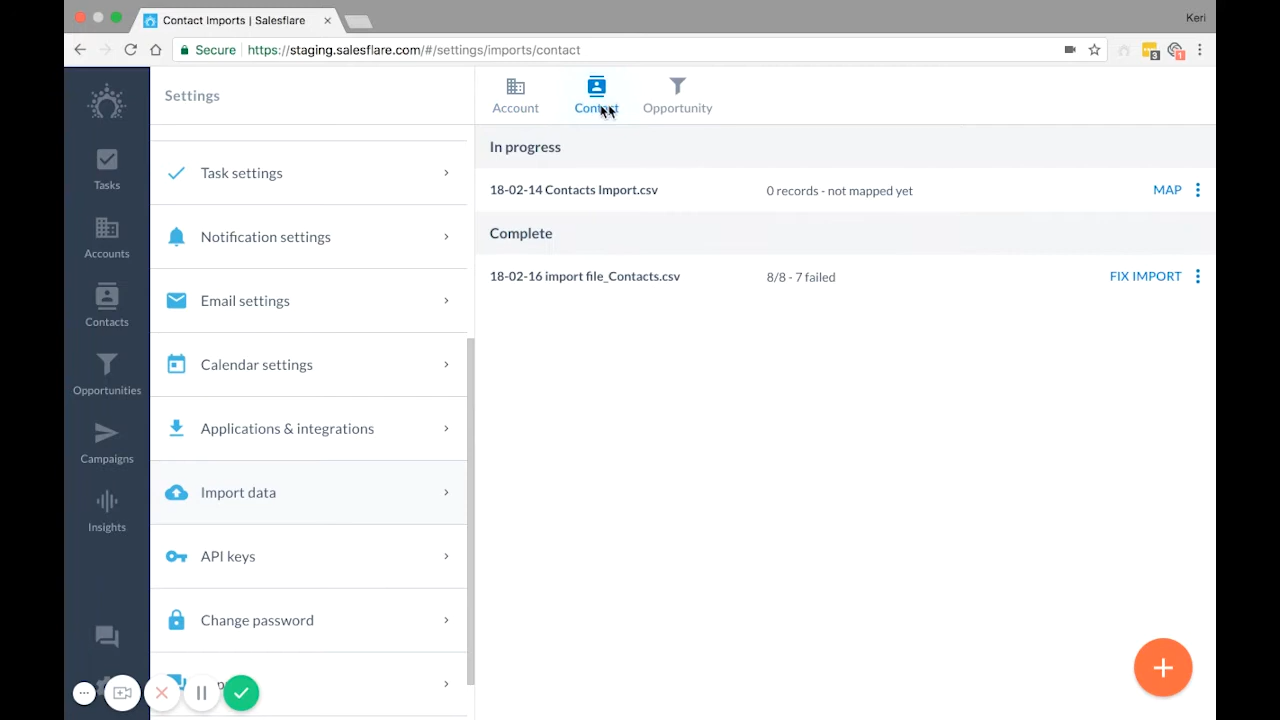 Contact imports | Salesflare
Keri
Secure
https://staging.salesflare.com/#/settings/imports/contact
3
1
Tasks
Accounts
Contacts
Opportunities
Campaigns
Insights
Settings
Task settings
Notification settings
Email settings
Calendar settings
Applications & integrations
Import data
API keys
Change password
Account
Contact
Opportunity
In progress
18-02-14 Contacts Import.csv
0 records - not mapped yet
MAP
Complete
18-02-16 import file_Contacts.csv
8/8 - 7 failed
FIX IMPORT